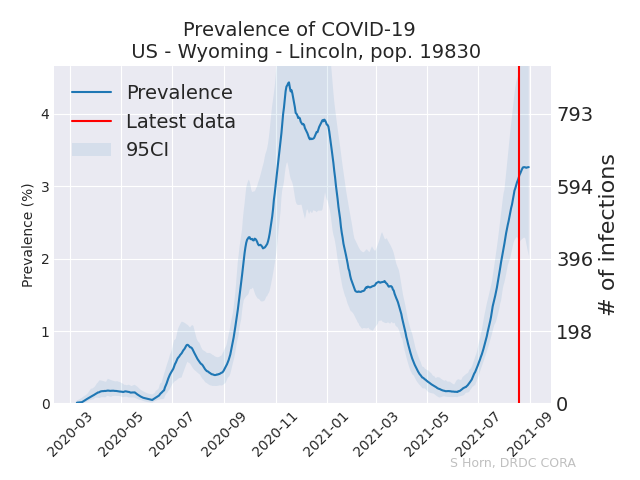 Prevalence of COVID-19
US - Wyoming - Lincoln, pop. 19830
Prevalence
Latest data
95CI
Prevalence (%)
4
3
2
1
0
793
594
396
198
0
# of infections
2020-03
2020-05
2020-07
2020-09
2020-11
2021-01
2021-03
2021-05
2021-07
2021-09
S Horn, DRDC CORA